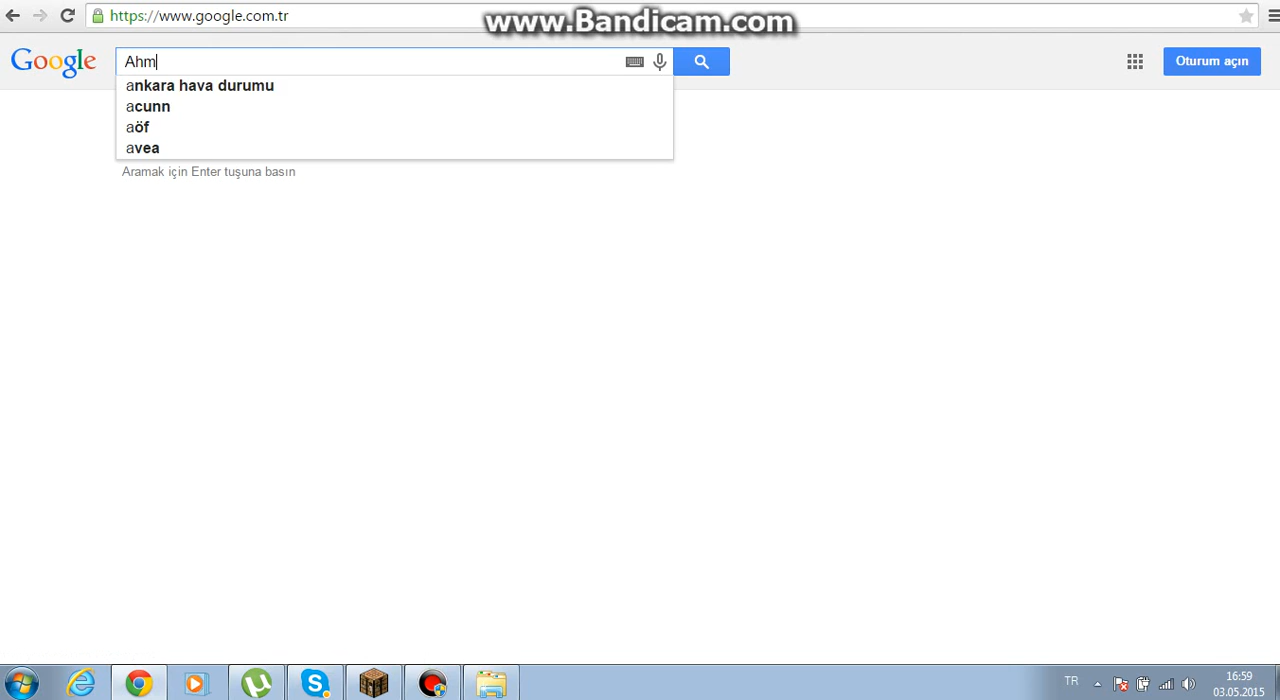 https://www.google.com.tr
www.Bandicam.com
Google
Ahm
Oturum açın
ankara hava durumu
acunn
aöf
avea
Aramak için Enter tuşuna basın
TR
16:59
03.05.2015